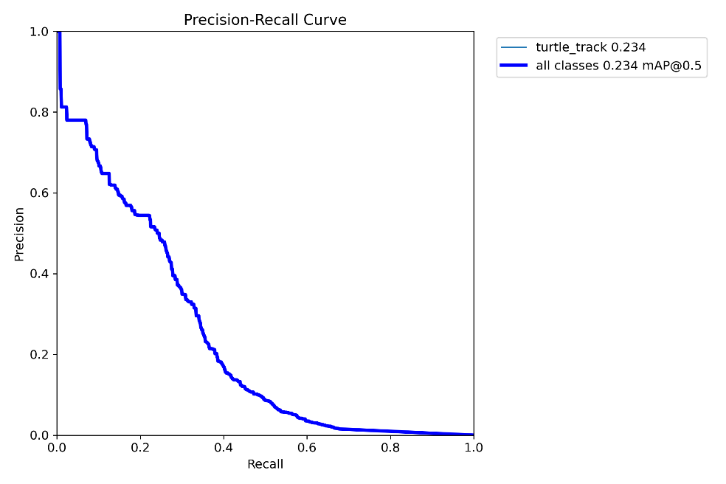 Precision-Recall Curve
turtle_track 0.234
all classes 0.234 mAP@0.5
1.0
0.8
0.6
0.4
0.2
0.0
Precision
0.0 0.2 0.4 0.6 0.8 1.0
Recall